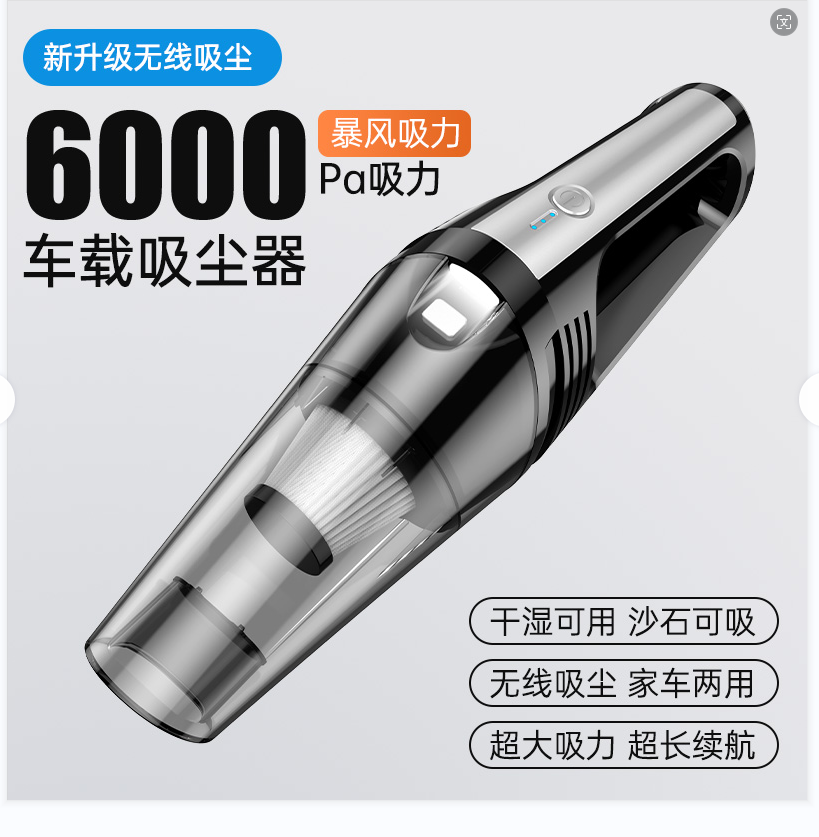 新升级无线吸尘
6000
暴风吸力
Pa吸力
车载吸尘器
干湿可用 沙石可吸
无线吸尘 家车两用
超大吸力 超长续航